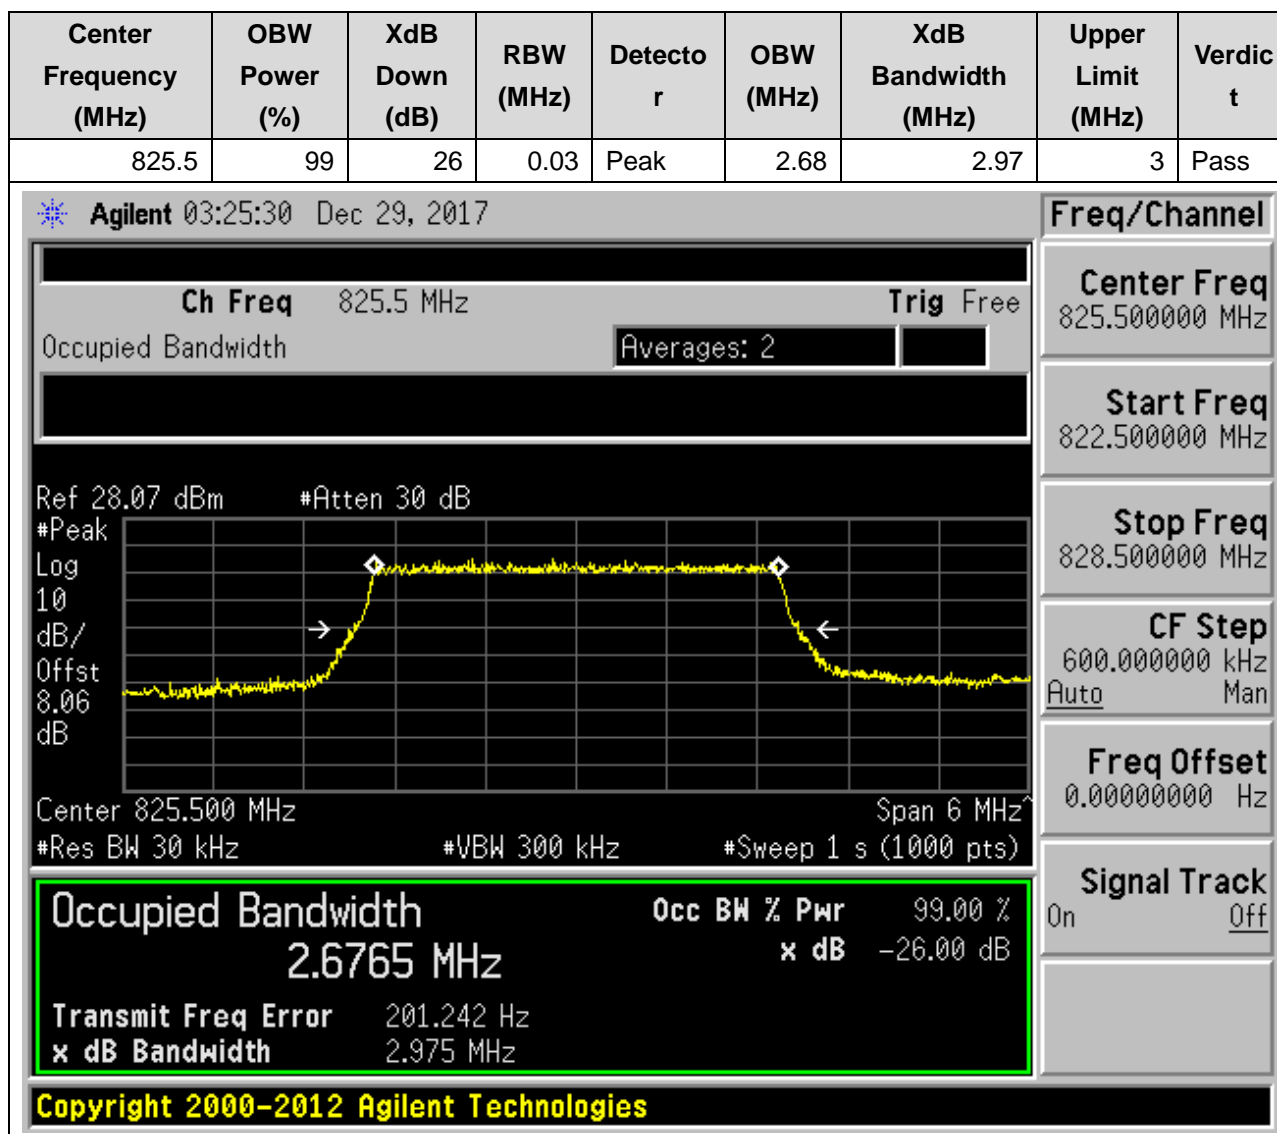 Center Frequency (MHz) OBW Power (%) XdB Down (dB) RBW (MHz) Detecto r OBW (MHz) XdB Bandwidth (MHz) Upper Limit (MHz) Verdic t
825.5 99 26 0.03 Peak 2.68 2.97 3 Pass
Agilent 03:25:30 Dec 29, 2017
Ch Freq 825.5 MHz Trig Free
Occupied Bandwidth Averages: 2
Ref 28.07 dBm #Atten 30 dB
#Peak
Log
10
dB/
Offst
8.06
dB
Center 825.500 MHz Span 6 MHz^
#Res BW 30 kHz #VBW 300 kHz #Sweep 1 s (1000 pts)
Occupied Bandwidth Occ BW % Pwr 99.00 %
2.6765 MHz x dB -26.00 dB
Transmit Freq Error 201.242 Hz
x dB Bandwidth 2.975 MHz
Copyright 2000-2012 Agilent Technologies
Freq/Channel
Center Freq
825.500000 MHz
Start Freq
822.500000 MHz
Stop Freq
828.500000 MHz
CF Step
600.000000 kHz
Auto Man
Freq Offset
0.00000000 Hz
Signal Track
On Off